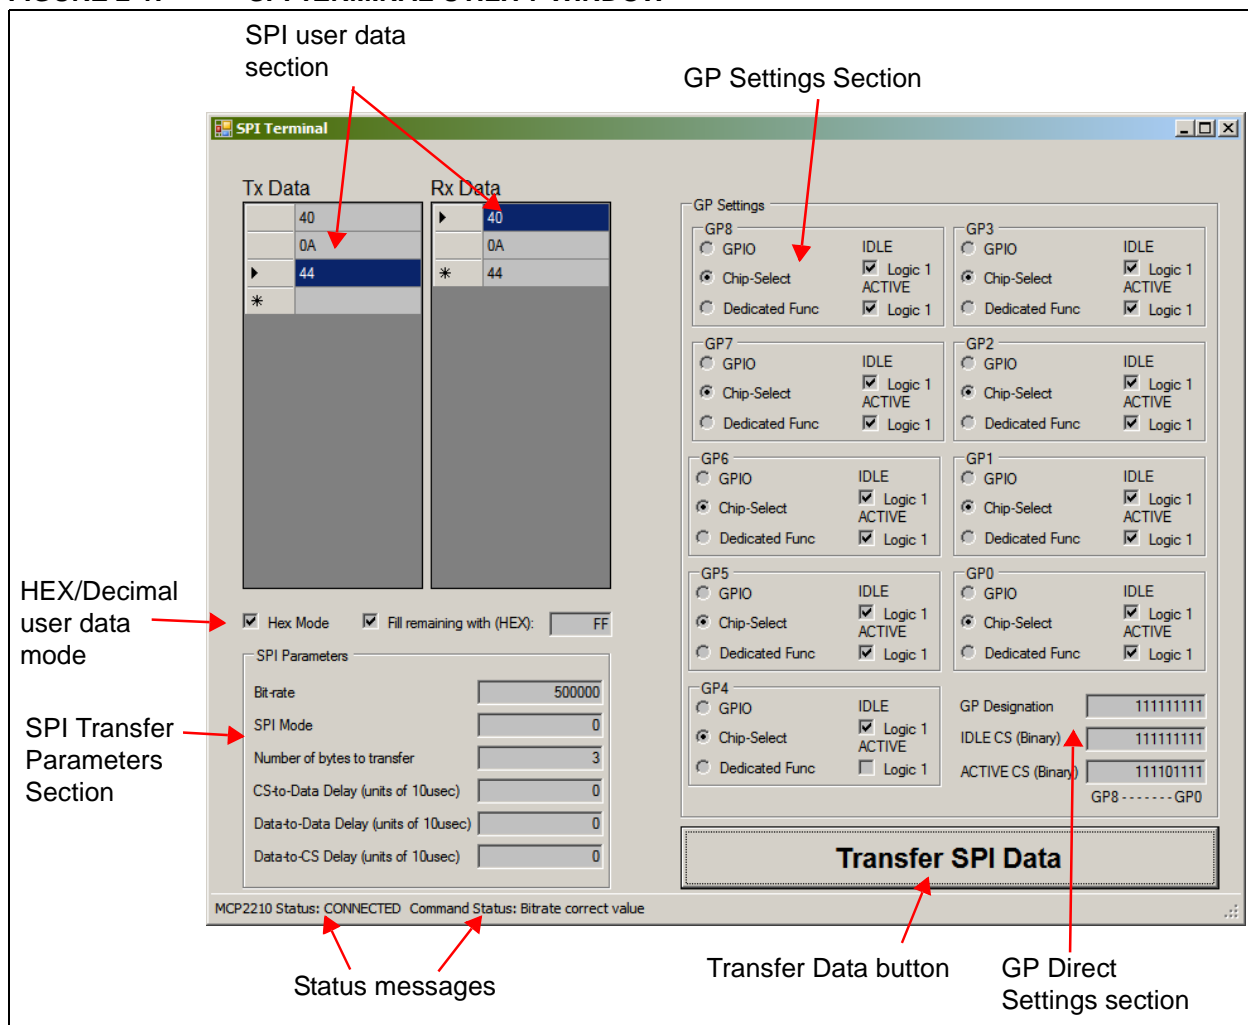 FIGURE 2-1: SPI TERMINAL UTILITY WINDOW
SPI user data
section
GP Settings Section
SPI Terminal
Tx Data
40
0A
44
Rx Data
40
0A
44
GP Settings
GP8
GPIO
Chip-Select
Dedicated Func
IDLE
Logic 1
ACTIVE
Logic 1
GP3
GPIO
Chip-Select
Dedicated Func
IDLE
Logic 1
ACTIVE
Logic 1
GP7
GPIO
Chip-Select
Dedicated Func
IDLE
Logic 1
ACTIVE
Logic 1
GP2
GPIO
Chip-Select
Dedicated Func
IDLE
Logic 1
ACTIVE
Logic 1
GP6
GPIO
Chip-Select
Dedicated Func
IDLE
Logic 1
ACTIVE
Logic 1
GP1
GPIO
Chip-Select
Dedicated Func
IDLE
Logic 1
ACTIVE
Logic 1
GP5
GPIO
Chip-Select
Dedicated Func
IDLE
Logic 1
ACTIVE
Logic 1
GP0
GPIO
Chip-Select
Dedicated Func
IDLE
Logic 1
ACTIVE
Logic 1
GP4
GPIO
Chip-Select
Dedicated Func
IDLE
Logic 1
ACTIVE
Logic 1
GP Designation 111111111
IDLE CS (Binary) 111111111
ACTIVE CS (Binary) 111101111
GP8 - - - - - - - GP0
HEX/Decimal
user data
mode
Hex Mode Fill remaining with (HEX): FF
SPI Parameters
Bit-rate 500000
SPI Mode 0
Number of bytes to transfer 3
CS-to-Data Delay (units of 10usec) 0
Data-to-Data Delay (units of 10usec) 0
Data-to-CS Delay (units of 10usec) 0
SPI Transfer
Parameters
Section
Transfer SPI Data
MCP2210 Status: CONNECTED Command Status: Bitrate correct value
Status messages
Transfer Data button
GP Direct
Settings section